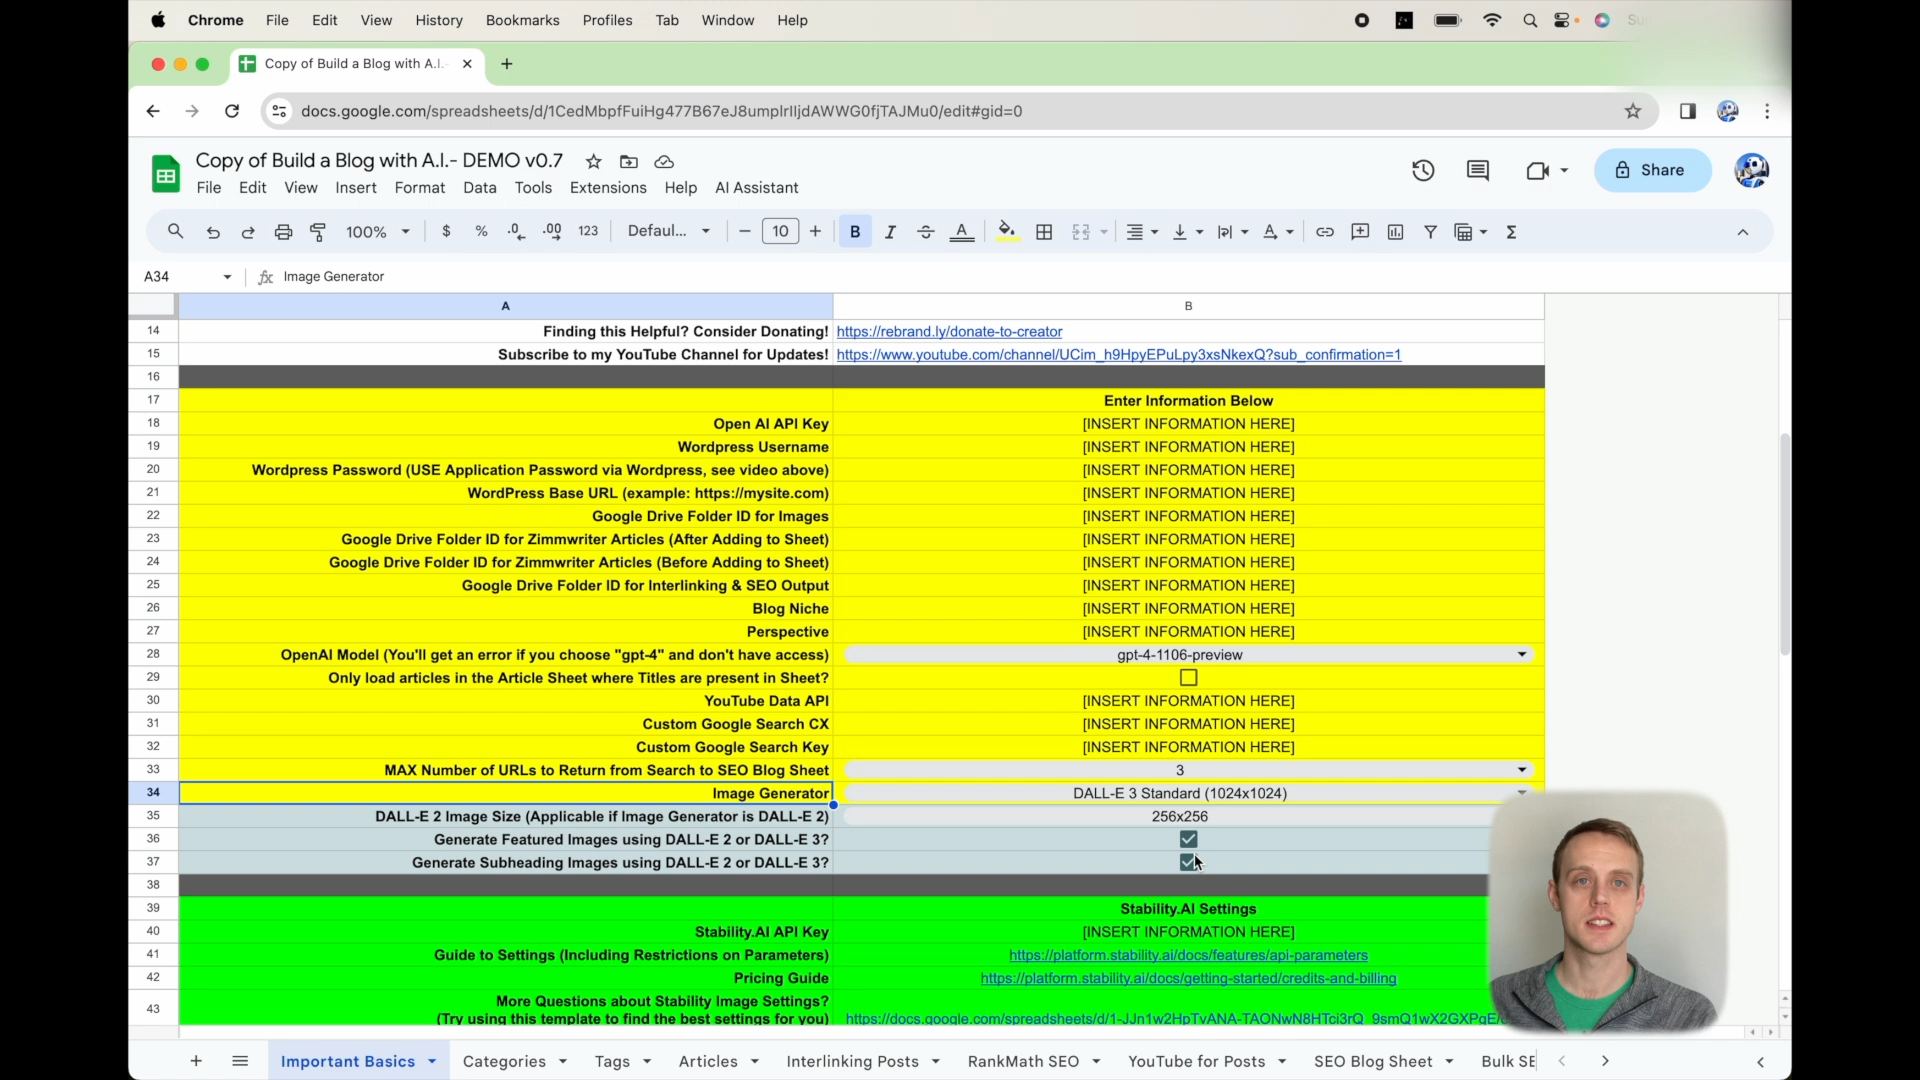 Chrome File Edit View History Bookmarks Profiles Tab Window Help
Copy of Build a Blog with A.I.-
docs.google.com/spreadsheets/d/1CedMbpfFuiHg477B67eJ8umplrIljdAWWG0fjTAJMu0/edit#gid=0
Copy of Build a Blog with A.I.- DEMO v0.7
File Edit View Insert Format Data Tools Extensions Help AI Assistant
Share
100% $ % .0 .00 123 Defaul... 10 B I A
A34 fx Image Generator
A B
14 Finding this Helpful? Consider Donating! https://rebrand.ly/donate-to-creator
15 Subscribe to my YouTube Channel for Updates! https://www.youtube.com/channel/UCim_h9HpyEPuLpy3xsNkexQ?sub_confirmation=1
16
17 Enter Information Below
18 Open AI API Key [INSERT INFORMATION HERE]
19 Wordpress Username [INSERT INFORMATION HERE]
20 Wordpress Password (USE Application Password via Wordpress, see video above) [INSERT INFORMATION HERE]
21 WordPress Base URL (example: https://mysite.com) [INSERT INFORMATION HERE]
22 Google Drive Folder ID for Images [INSERT INFORMATION HERE]
23 Google Drive Folder ID for Zimmwriter Articles (After Adding to Sheet) [INSERT INFORMATION HERE]
24 Google Drive Folder ID for Zimmwriter Articles (Before Adding to Sheet) [INSERT INFORMATION HERE]
25 Google Drive Folder ID for Interlinking & SEO Output [INSERT INFORMATION HERE]
26 Blog Niche [INSERT INFORMATION HERE]
27 Perspective [INSERT INFORMATION HERE]
28 OpenAI Model (You'll get an error if you choose "gpt-4" and don't have access) gpt-4-1106-preview
29 Only load articles in the Article Sheet where Titles are present in Sheet?
30 YouTube Data API [INSERT INFORMATION HERE]
31 Custom Google Search CX [INSERT INFORMATION HERE]
32 Custom Google Search Key [INSERT INFORMATION HERE]
33 MAX Number of URLs to Return from Search to SEO Blog Sheet 3
34 Image Generator DALL-E 3 Standard (1024x1024)
35 DALL-E 2 Image Size (Applicable if Image Generator is DALL-E 2) 256x256
36 Generate Featured Images using DALL-E 2 or DALL-E 3?
37 Generate Subheading Images using DALL-E 2 or DALL-E 3?
38
39 Stability.AI Settings
40 Stability.AI API Key [INSERT INFORMATION HERE]
41 Guide to Settings (Including Restrictions on Parameters) https://platform.stability.ai/docs/features/api-parameters
42 Pricing Guide https://platform.stability.ai/docs/getting-started/credits-and-billing
More Questions about Stability Image Settings?
43 (Try using this template to find the best settings for you) https://docs.google.com/spreadsheets/d/1-JJn1w2HpTvANA-TAONwN8HTci3rQ_9smQ1wX2GXPgE/
Important Basics Categories Tags Articles Interlinking Posts RankMath SEO YouTube for Posts SEO Blog Sheet Bulk SE